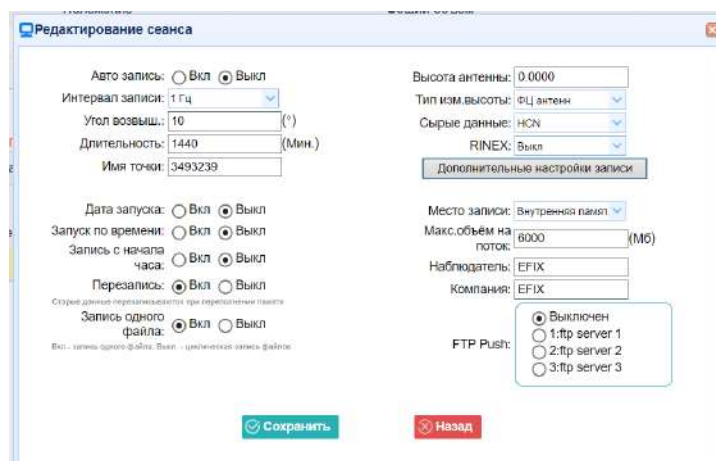 Редактирование сеанса
Авто запись: Вкл Выкл
Интервал записи: 1 Гц
Угол возвыш.: 10 (°)
Длительность: 1440 (Мин.)
Имя точки: 3493239
Высота антенны: 0.0000
Тип изм.высоты: ФЦ антенн
Сырые данные: HCN
RINEX: Выкл
Дополнительные настройки записи
Дата запуска: Вкл Выкл
Запуск по времени: Вкл Выкл
Запись с начала
часа: Вкл Выкл
Перезапись: Вкл Выкл
Старые данные перезаписываются при переполнении памяти
Запись одного
файла: Вкл Выкл
Вкл - запись одного файла. Выкл. - циклическая запись файлов
Место записи: Внутренняя памят
Макс.объём на
поток: 6000 (Мб)
Наблюдатель: EFIX
Компания: EFIX
FTP Push:
Выключен
1:ftp server 1
2:ftp server 2
3:ftp server 3
Сохранить
Назад